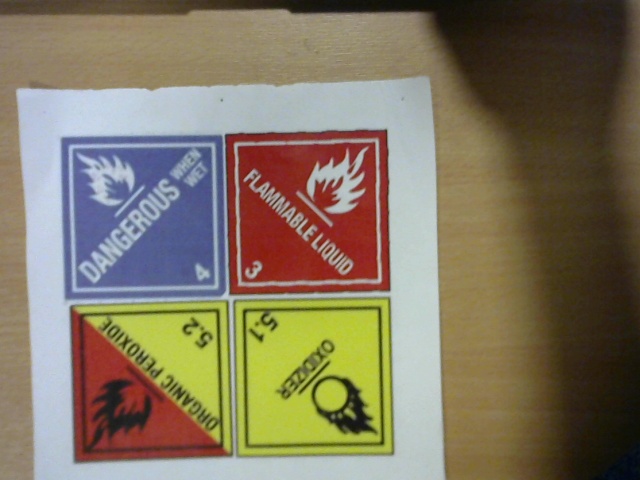 DANGEROUS
WHEN
WET
4
FLAMMABLE LIQUID
3
5.2
ORGANIC PEROXIDE
5.1
OXIDIZER